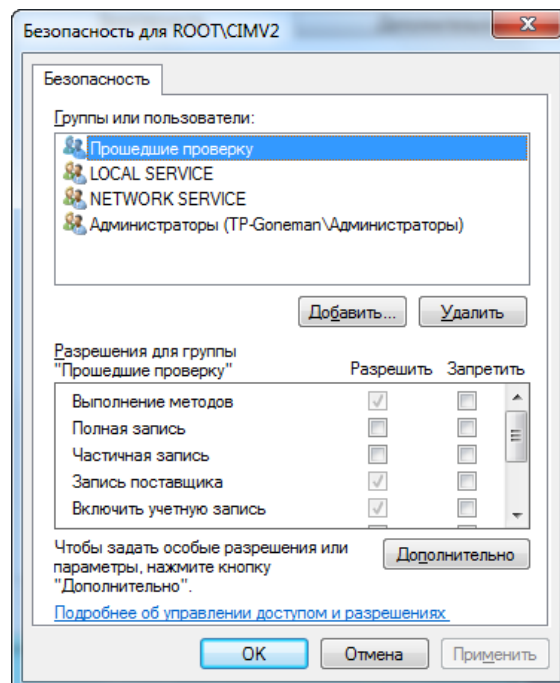 Безопасность для ROOT\CIMV2
Безопасность
Группы или пользователи:
Прошедшие проверку
LOCAL SERVICE
NETWORK SERVICE
Администраторы (TP-Goneman\Администраторы)
Добавить... Удалить
Разрешения для группы
"Прошедшие проверку" Разрешить Запретить
Выполнение методов
Полная запись
Частичная запись
Запись поставщика
Включить учетную запись
Чтобы задать особые разрешения или
параметры, нажмите кнопку
"Дополнительно". Дополнительно
Подробнее об управлении доступом и разрешениях
OK Отмена Применить